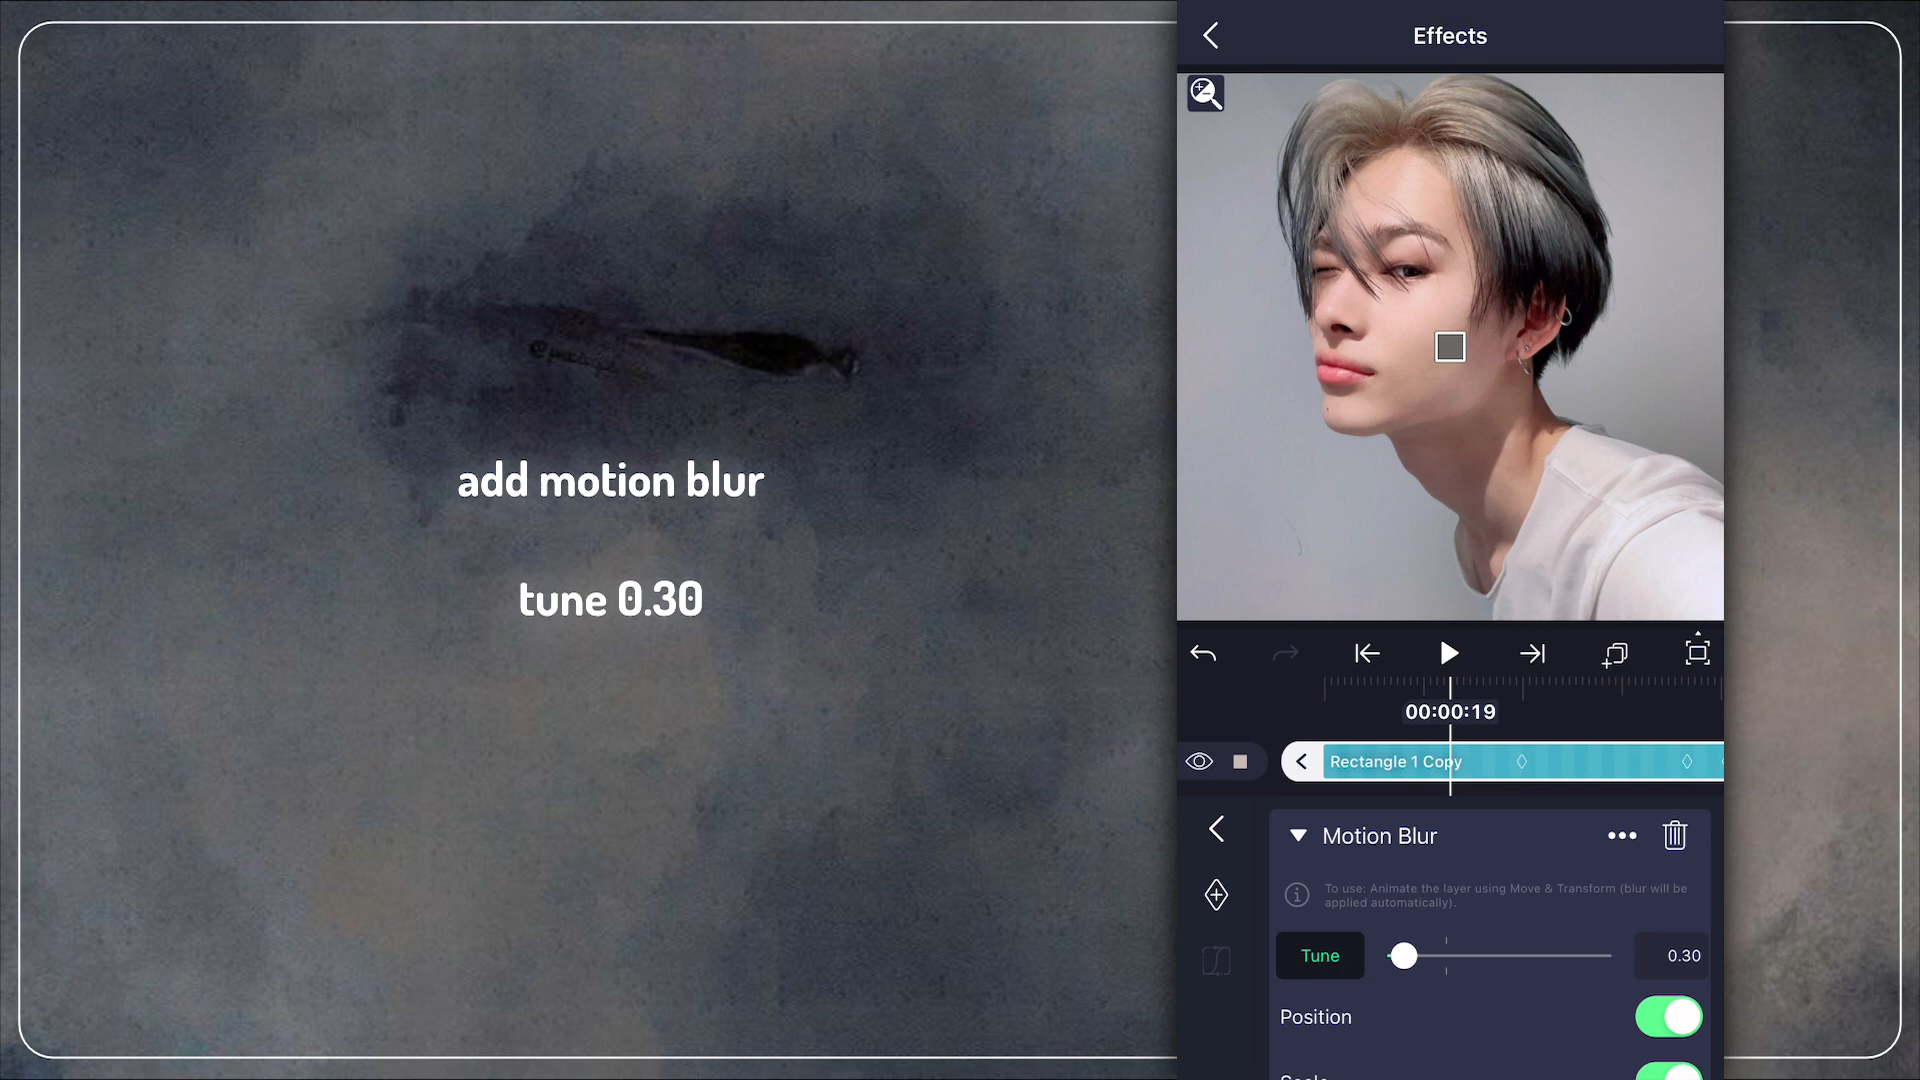 Effects
add motion blur
tune 0.30
00:00:19
Rectangle 1 Copy
Motion Blur
To use: Animate the layer using Move & Transform (blur will be
applied automatically).
Tune
0.30
Position